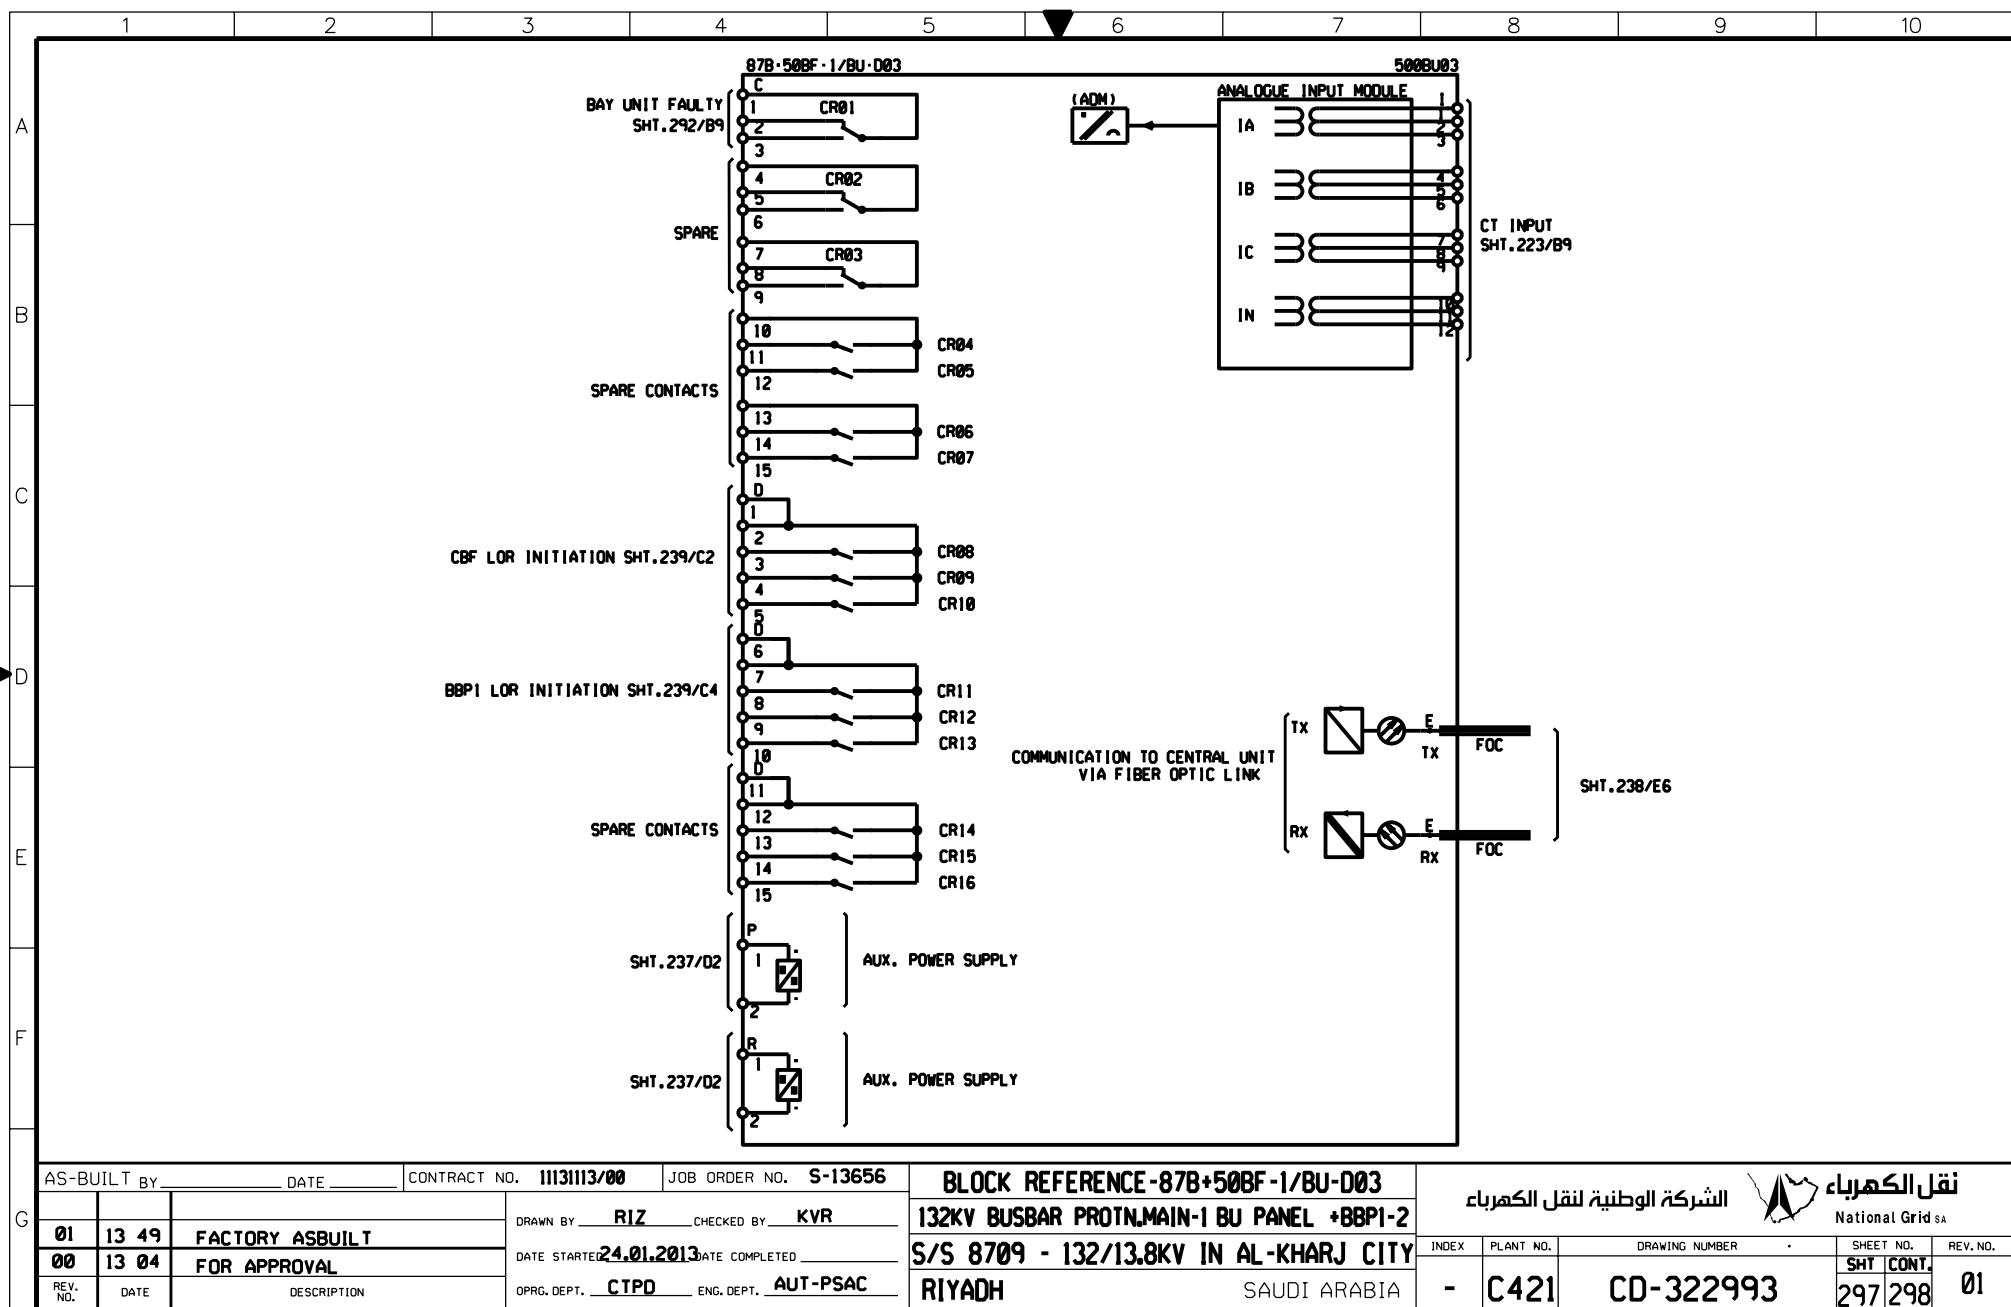 1 2 3 4 5 6 7 8 9 10
A
B
C
D
E
F
G
87B+50BF-1/BU-D03
500BU03
BAY UNIT FAULTY
SHT.292/B9
C
1
2
3
CR01
SPARE
4
5
6
CR02
7
8
9
CR03
SPARE CONTACTS
10
11
12
CR04
CR05
13
14
15
CR06
CR07
CBF LOR INITIATION SHT.239/C2
D
1
2
3
4
5
CR08
CR09
CR10
BBP1 LOR INITIATION SHT.239/C4
D
6
7
8
9
10
CR11
CR12
CR13
SPARE CONTACTS
D
11
12
13
14
15
CR14
CR15
CR16
SHT.237/D2
P
1
2
AUX. POWER SUPPLY
SHT.237/D2
R
1
2
AUX. POWER SUPPLY
(ADM)
ANALOGUE INPUT MODULE
IA
1
2
3
IB
4
5
6
IC
7
8
9
IN
10
11
12
CT INPUT
SHT.223/B9
COMMUNICATION TO CENTRAL UNIT
VIA FIBER OPTIC LINK
TX
E
TX
FOC
RX
E
RX
FOC
SHT.238/E6
AS-BUILT BY DATE
CONTRACT NO. 11131113/00
JOB ORDER NO. S-13656
01 13 49 FACTORY ASBUILT
00 13 04 FOR APPROVAL
REV. NO. DATE DESCRIPTION
DRAWN BY RIZ CHECKED BY KVR
DATE STARTED 24.01.2013 DATE COMPLETED
OPRG. DEPT. CTPD ENG. DEPT. AUT-PSAC
BLOCK REFERENCE-87B+50BF-1/BU-D03
132KV BUSBAR PROTN.MAIN-1 BU PANEL +BBP1-2
S/S 8709 - 132/13.8KV IN AL-KHARJ CITY
RIYADH SAUDI ARABIA
الشركة الوطنية لنقل الكهرباء
نقل الكهرباء
National Grid SA
INDEX PLANT NO. DRAWING NUMBER SHEET NO. REV. NO.
SHT CONT.
- C421 CD-322993 297 298 01